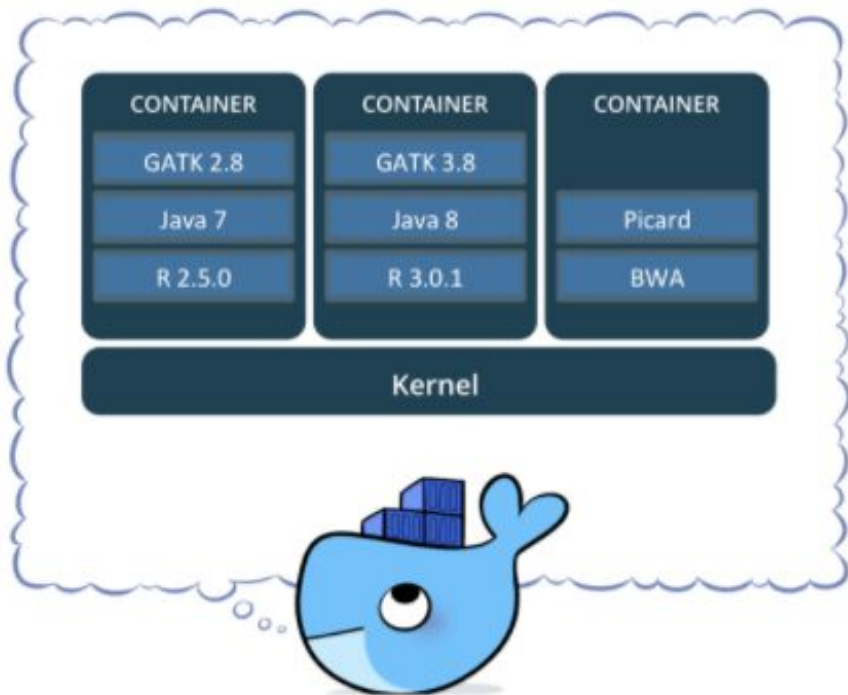 CONTAINER
GATK 2.8
Java 7
R 2.5.0
CONTAINER
GATK 3.8
Java 8
R 3.0.1
CONTAINER
Picard
BWA
Kernel